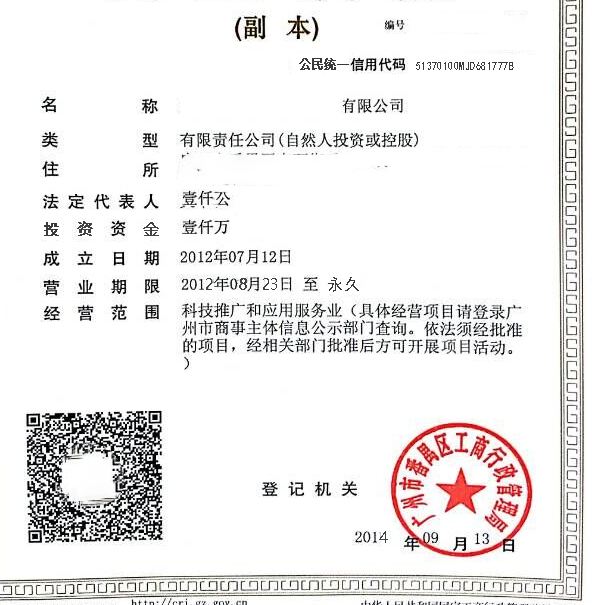 (副 本)
编号
公民统一信用代码 51370100MJD681777B
名 称 有限公司
类 型 有限责任公司(自然人投资或控股)
住 所
法定代表人 壹仟公
投资资金 壹仟万
成立日期 2012年07月12日
营业期限 2012年08月23日 至 永久
经营范围 科技推广和应用服务业（具体经营项目请登录广
州市商事主体信息公示部门查询。依法须经批准
的项目，经相关部门批准后方可开展项目活动。
）
广州市番禺区工商行政管理局
登记机关
2014 年 09 月 13 日
http://cri.gz.gov.cn